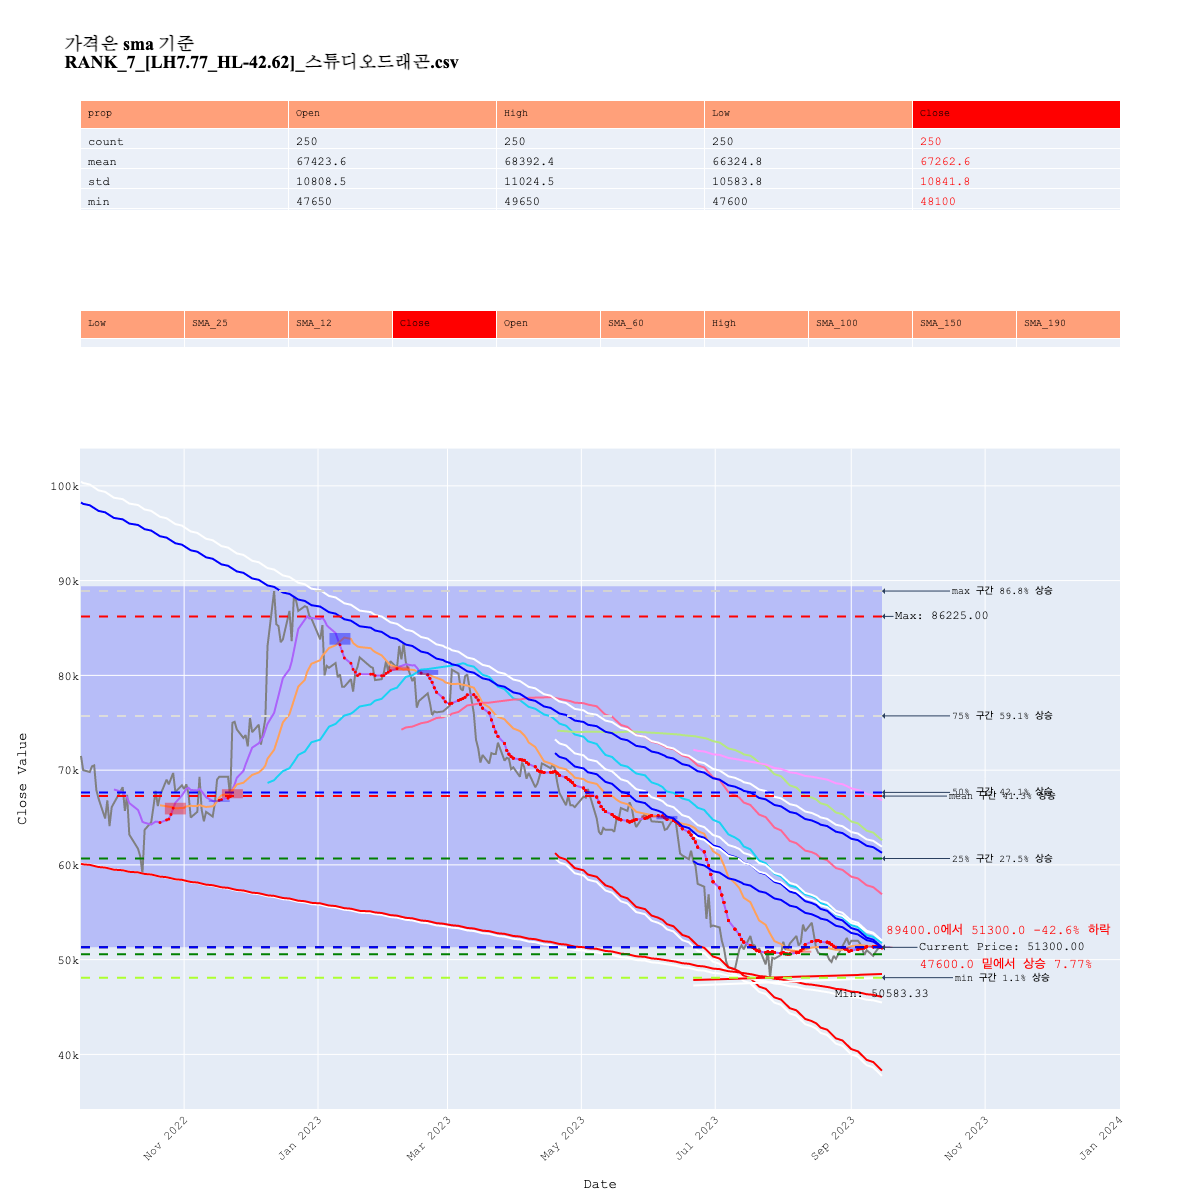 가격은 sma 기준
RANK_7_[LH7.77_HL-42.62]_스튜디오드래곤.csv
prop Open High Low Close
count 250 250 250 250
mean 67423.6 68392.4 66324.8 67262.6
std 10808.5 11024.5 10583.8 10841.8
min 47650 49650 47600 48100
Low SMA_25 SMA_12 Close Open SMA_60 High SMA_100 SMA_150 SMA_190
100k
90k
max 구간 86.8% 상승
Max: 86225.00
80k
75% 구간 59.1% 상승
70k
50% 구간 42.1% 상승
mean 구간 41.3% 상승
60k
25% 구간 27.5% 상승
89400.0에서 51300.0 -42.6% 하락
Current Price: 51300.00
50k
47600.0 밑에서 상승 7.77%
min 구간 1.1% 상승
Min: 50583.33
40k
Close Value
Nov 2022
Jan 2023
Mar 2023
May 2023
Jul 2023
Sep 2023
Nov 2023
Jan 2024
Date